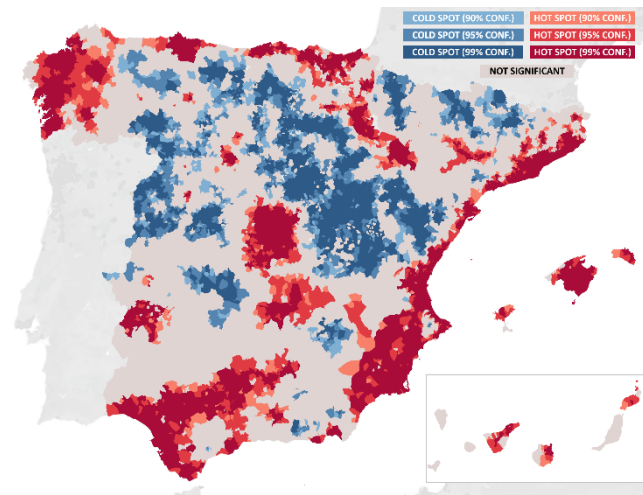 COLD SPOT (90% CONF.) HOT SPOT (90% CONF.)
COLD SPOT (95% CONF.) HOT SPOT (95% CONF.)
COLD SPOT (99% CONF.) HOT SPOT (99% CONF.)
NOT SIGNIFICANT